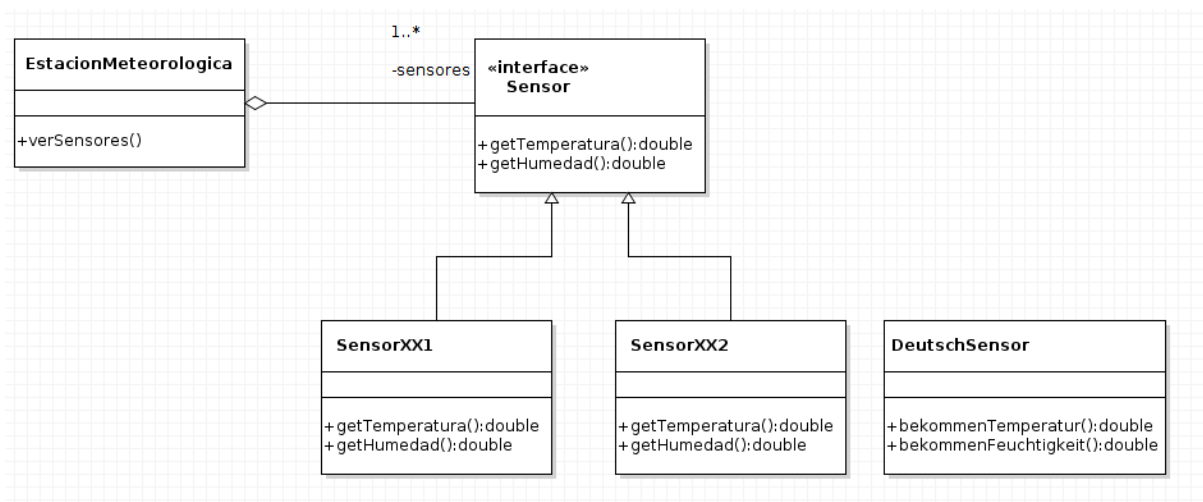 EstacionMeteorologica
+verSensores()
1..*
-sensores
«interface»
Sensor
+getTemperatura():double
+getHumedad():double
SensorXX1
+getTemperatura():double
+getHumedad():double
SensorXX2
+getTemperatura():double
+getHumedad():double
DeutschSensor
+bekommenTemperatur():double
+bekommenFeuchtigkeit():double